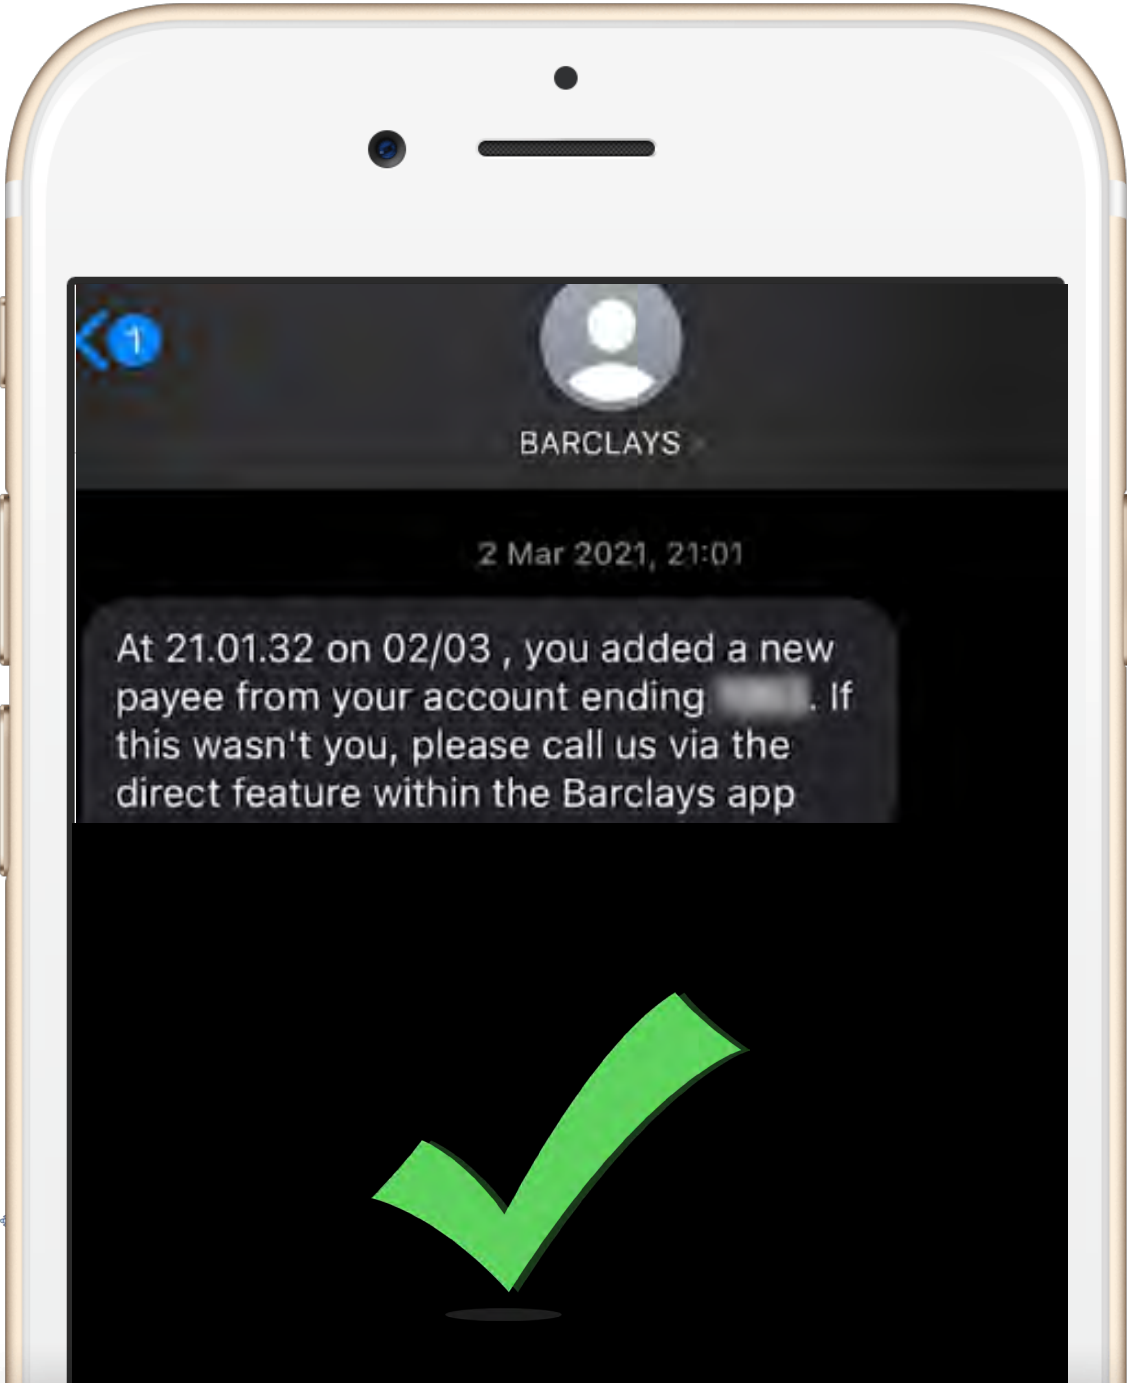 1
BARCLAYS
2 Mar 2021, 21:01
At 21.01.32 on 02/03 , you added a new
payee from your account ending . If
this wasn't you, please call us via the
direct feature within the Barclays app